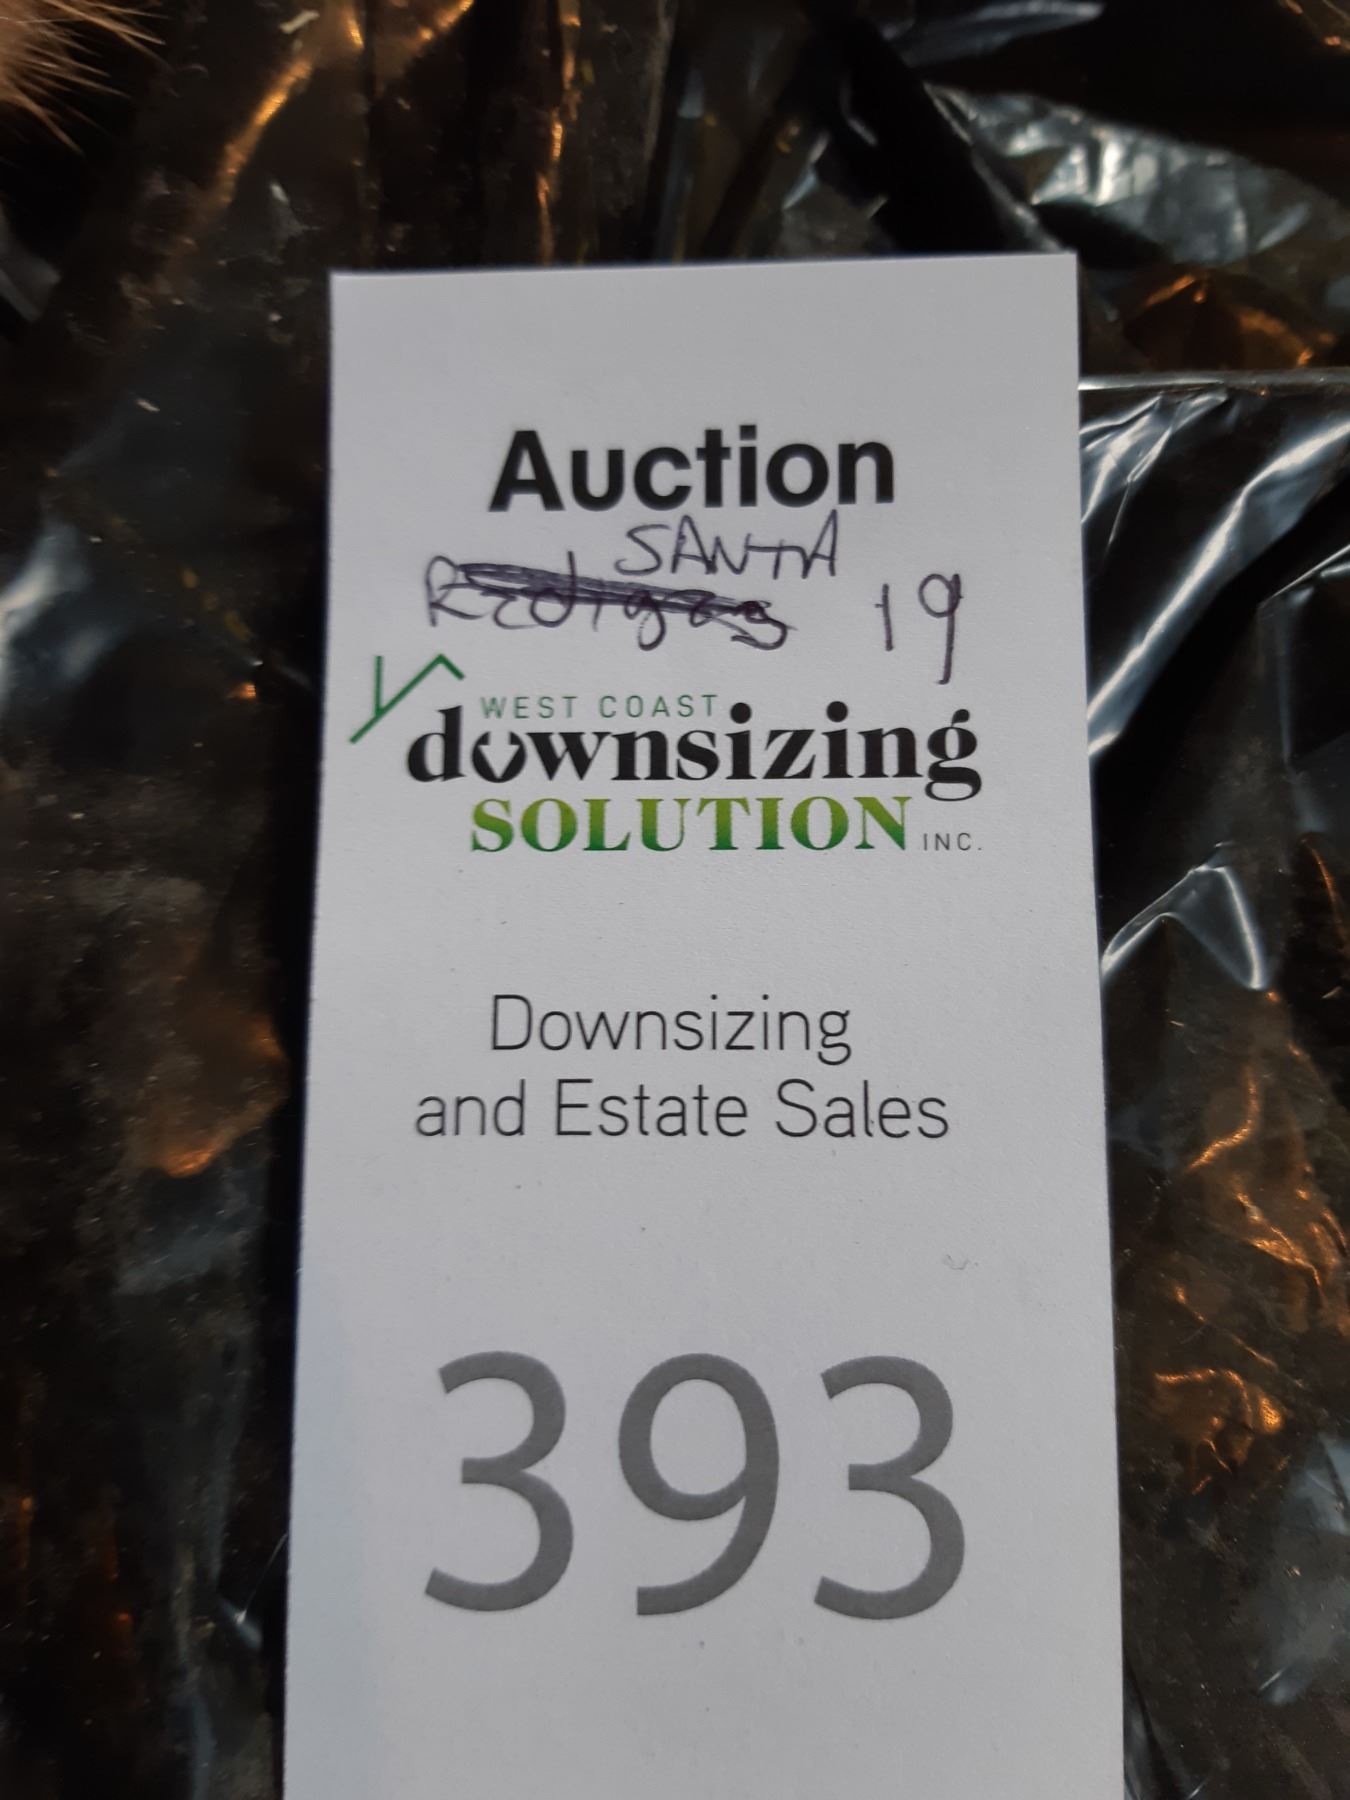 Auction
SANTA
19
WEST COAST
downsizing
SOLUTION INC.
Downsizing
and Estate Sales
393